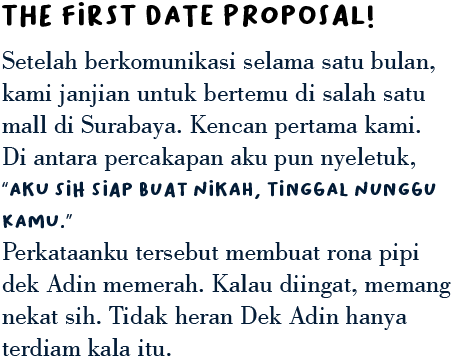 THE FIRST DATE PROPOSAL!
Setelah berkomunikasi selama satu bulan,
kami janjian untuk bertemu di salah satu
mall di Surabaya. Kencan pertama kami.
Di antara percakapan aku pun nyeletuk,
“AKU SIH SIAP BUAT NIKAH, TINGGAL NUNGGU
KAMU.”
Perkataanku tersebut membuat rona pipi
dek Adin memerah. Kalau diingat, memang
nekat sih. Tidak heran Dek Adin hanya
terdiam kala itu.